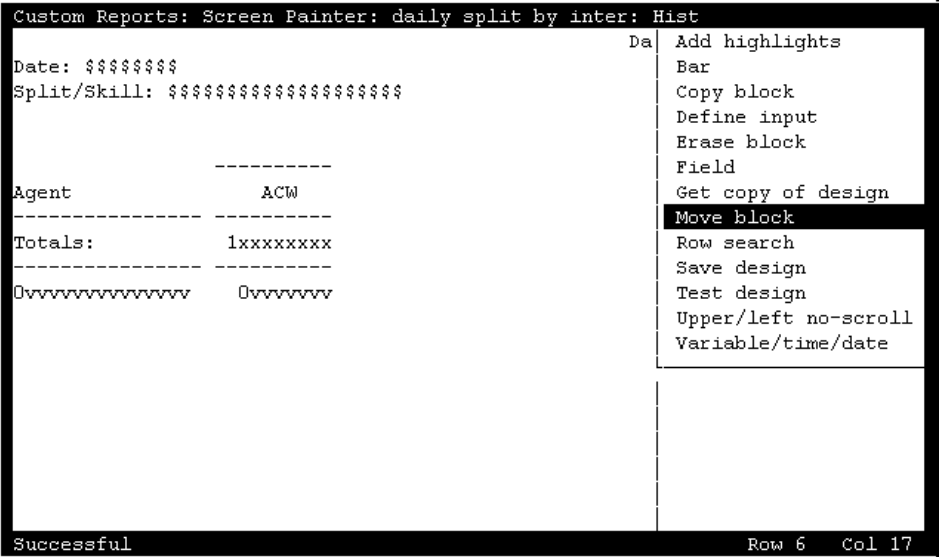 Custom Reports: Screen Painter: daily split by inter: Hist
Da
Date: $$$$$$$$
Split/Skill: $$$$$$$$$$$$$$$$$$$$
----------
Agent ACW
---------------- ----------
Totals: 1xxxxxxxx
---------------- ----------
0vvvvvvvvvvvvvv 0vvvvvvv
Add highlights
Bar
Copy block
Define input
Erase block
Field
Get copy of design
Move block
Row search
Save design
Test design
Upper/left no-scroll
Variable/time/date
Successful Row 6 Col 17